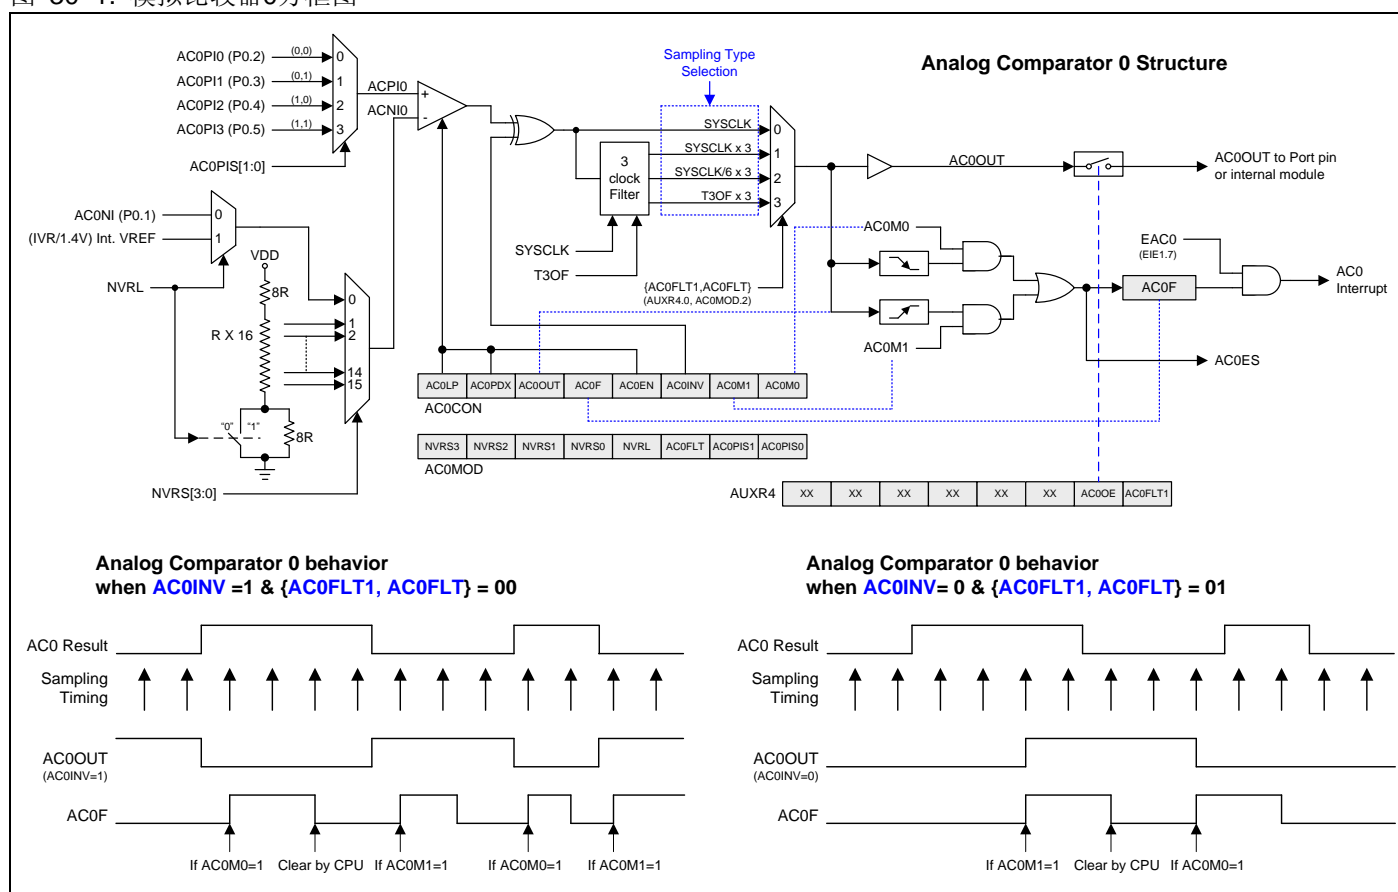 Analog Comparator 0 Structure
Sampling Type
Selection
AC0PI0 (P0.2)
(0,0)
0
AC0PI1 (P0.3)
(0,1)
1
AC0PI2 (P0.4)
(1,0)
2
AC0PI3 (P0.5)
(1,1)
3
AC0PIS[1:0]
ACPI0
ACNI0
+
-
3
clock
Filter
SYSCLK
0
SYSCLK x 3
1
SYSCLK/6 x 3
2
T3OF x 3
3
SYSCLK
T3OF
{AC0FLT1,AC0FLT}
(AUXR4.0, AC0MOD.2)
AC0OUT
AC0OUT to Port pin
or internal module
AC0NI (P0.1)
0
(IVR/1.4V) Int. VREF
1
NVRL
VDD
8R
R X 16
0
1
2
14
15
"0"
"1"
8R
NVRS[3:0]
AC0M0
AC0M1
EAC0
(EIE1.7)
AC0F
AC0
Interrupt
AC0ES
AC0LP AC0PDX AC0OUT AC0F AC0EN AC0INV AC0M1 AC0M0
AC0CON
NVRS3 NVRS2 NVRS1 NVRS0 NVRL AC0FLT AC0PIS1 AC0PIS0
AC0MOD
AUXR4 XX XX XX XX XX XX AC0OE AC0FLT1
Analog Comparator 0 behavior
when AC0INV =1 & {AC0FLT1, AC0FLT} = 00
AC0 Result
Sampling
Timing
AC0OUT
(AC0INV=1)
AC0F
If AC0M0=1 Clear by CPU If AC0M1=1 If AC0M0=1 If AC0M1=1
Analog Comparator 0 behavior
when AC0INV= 0 & {AC0FLT1, AC0FLT} = 01
AC0 Result
Sampling
Timing
AC0OUT
(AC0INV=0)
AC0F
If AC0M1=1 Clear by CPU If AC0M0=1